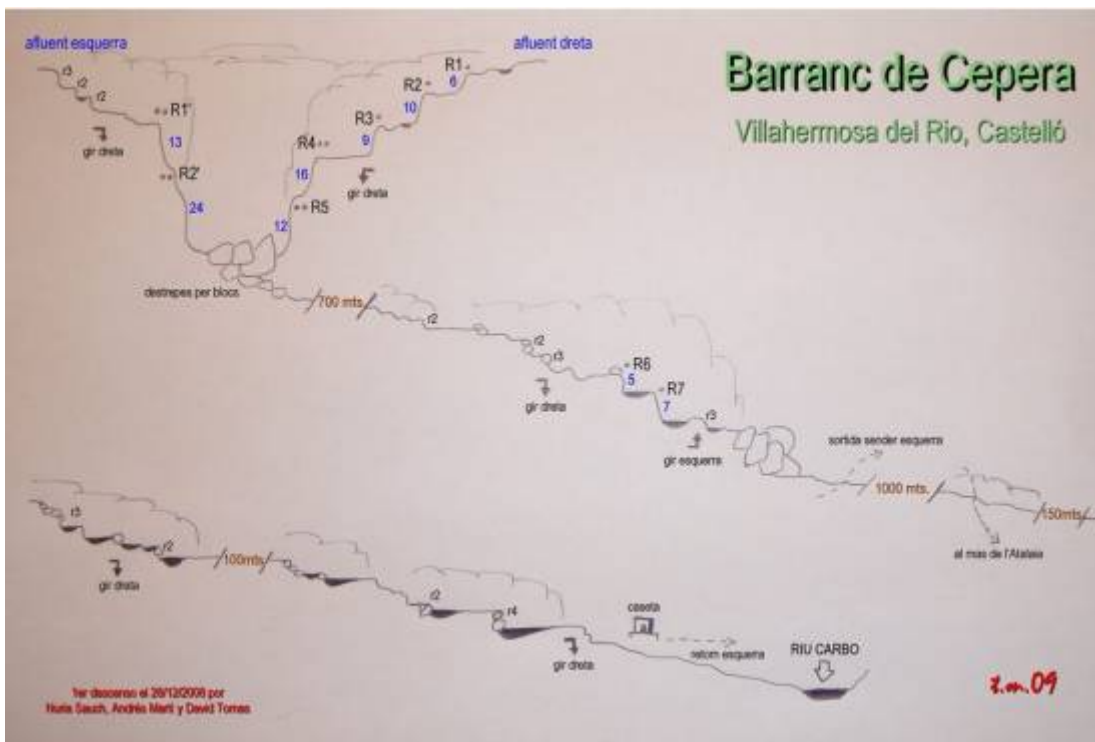 Barranc de Cepera
Villahermosa del Rio, Castelló
afluent esquerra
afluent dreta
r3
r2
r2
R1'
13
gir dreta
R2'
24
R1
6
R2
10
R3
9
R4
16
gir dreta
R5
12
destrepes per blocs
700 mts.
r2
r2
r3
gir dreta
R6
5
R7
7
r3
gir esquerra
sortida sender esquerra
1000 mts.
150mts
al mas de l'Atalaia
r3
r2
gir dreta
100mts
r2
r4
gir dreta
caseta
retorn esquerra
RIU CARBO
1er descenso el 28/12/2008 por
Nuria Sauch, Andrés Martí y David Tomas